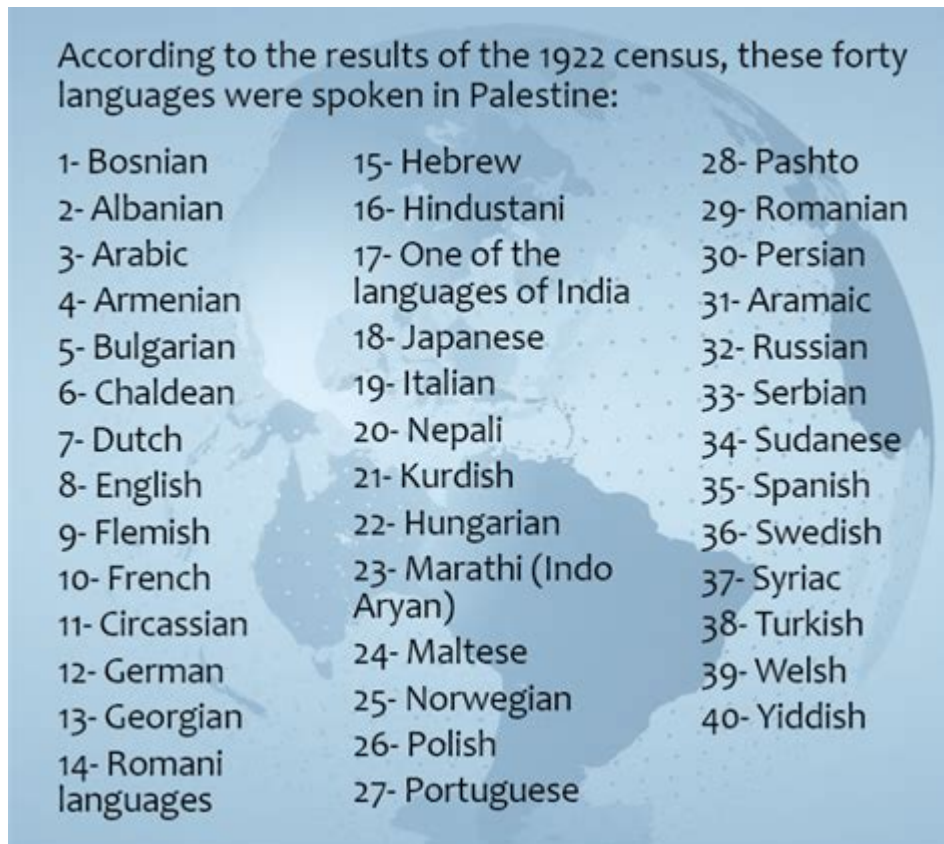 According to the results of the 1922 census, these forty
languages were spoken in Palestine:
1- Bosnian
2- Albanian
3- Arabic
4- Armenian
5- Bulgarian
6- Chaldean
7- Dutch
8- English
9- Flemish
10- French
11- Circassian
12- German
13- Georgian
14- Romani
languages
15- Hebrew
16- Hindustani
17- One of the
languages of India
18- Japanese
19- Italian
20- Nepali
21- Kurdish
22- Hungarian
23- Marathi (Indo
Aryan)
24- Maltese
25- Norwegian
26- Polish
27- Portuguese
28- Pashto
29- Romanian
30- Persian
31- Aramaic
32- Russian
33- Serbian
34- Sudanese
35- Spanish
36- Swedish
37- Syriac
38- Turkish
39- Welsh
40- Yiddish